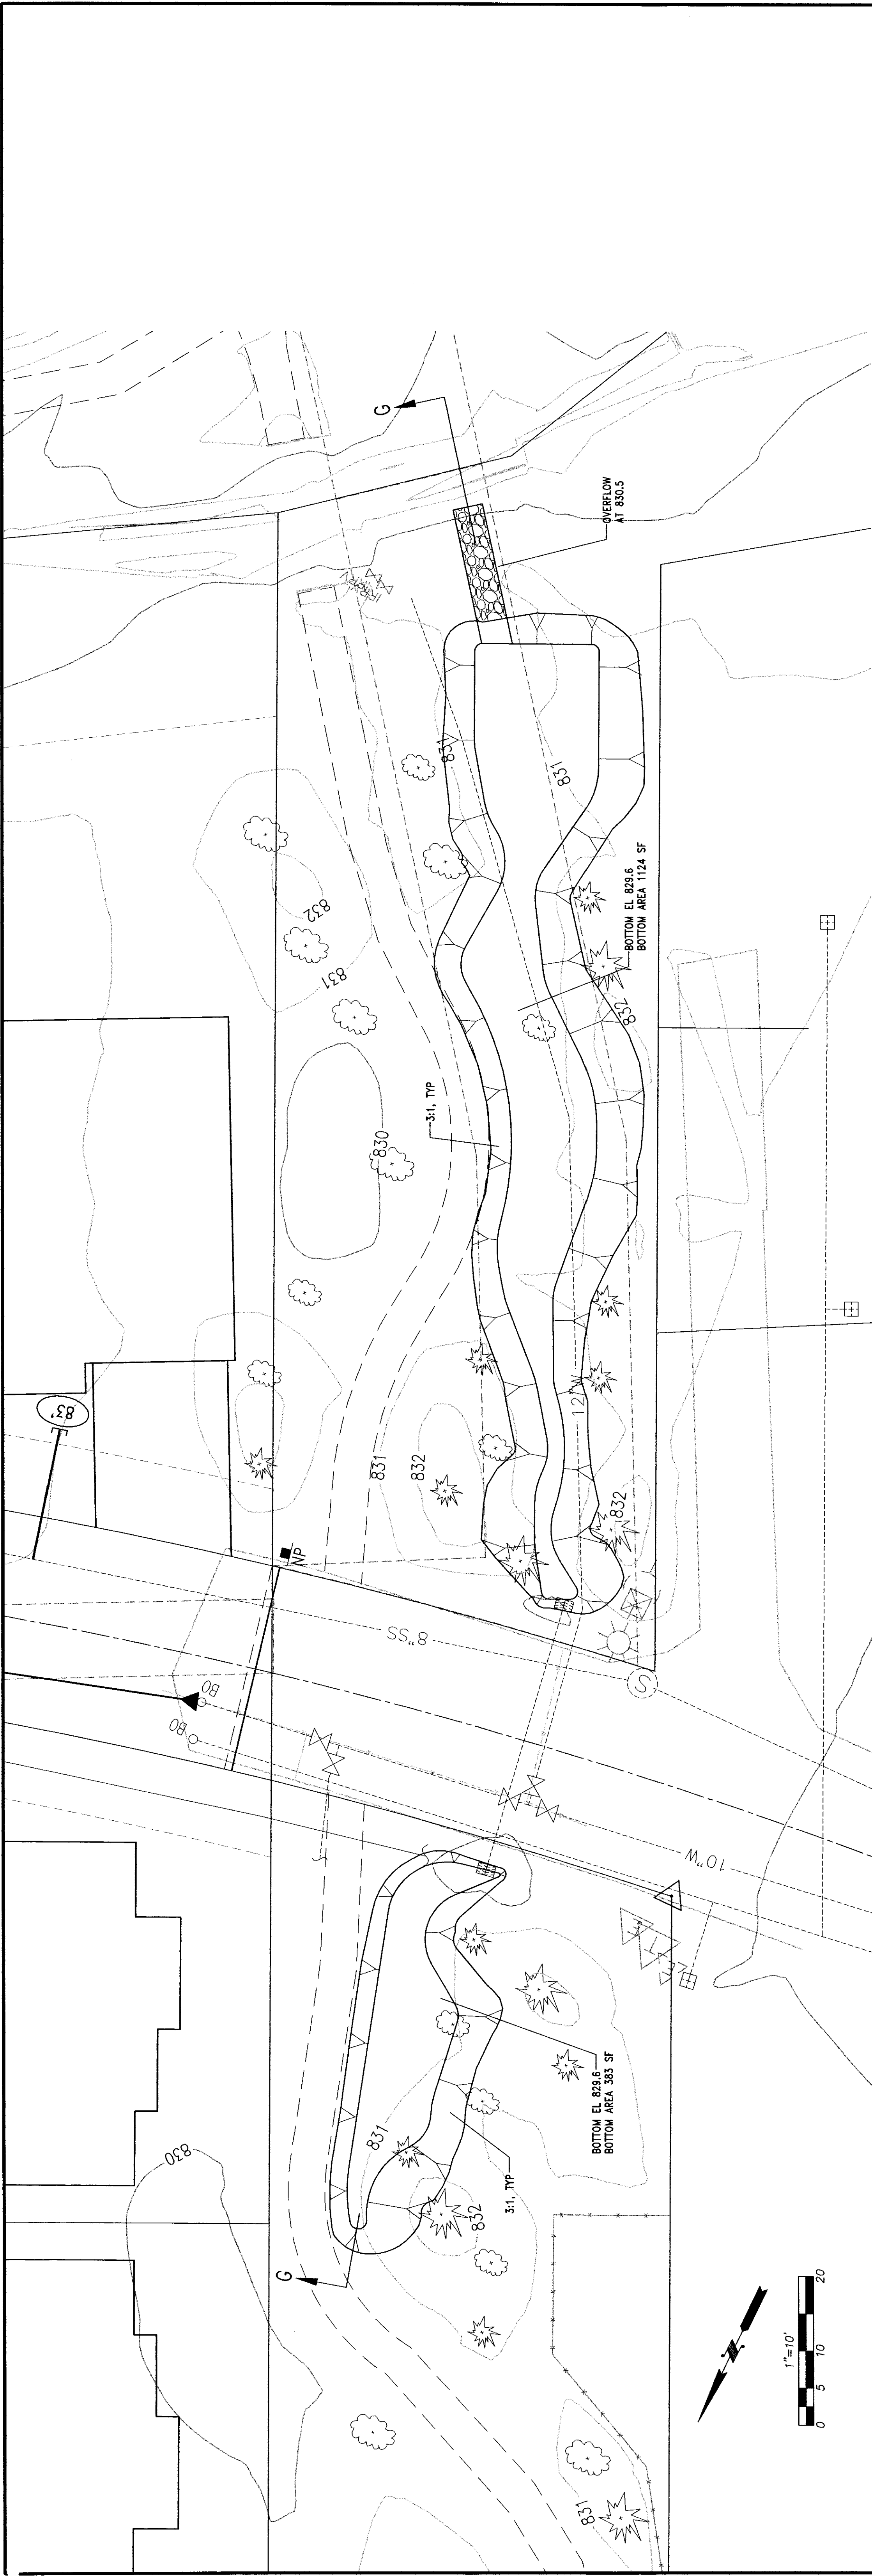 G
OVERFLOW
AT 830.5
831
831
832
831
BOTTOM EL 829.6
BOTTOM AREA 1124 SF
832
3:1, TYP
830
83'
12"W
831
832
832
NP
8"SS
S
BO
BO
10"W
BOTTOM EL 829.6
BOTTOM AREA 383 SF
831
830
3:1, TYP
832
G
1"=10'
0 5 10 20
831